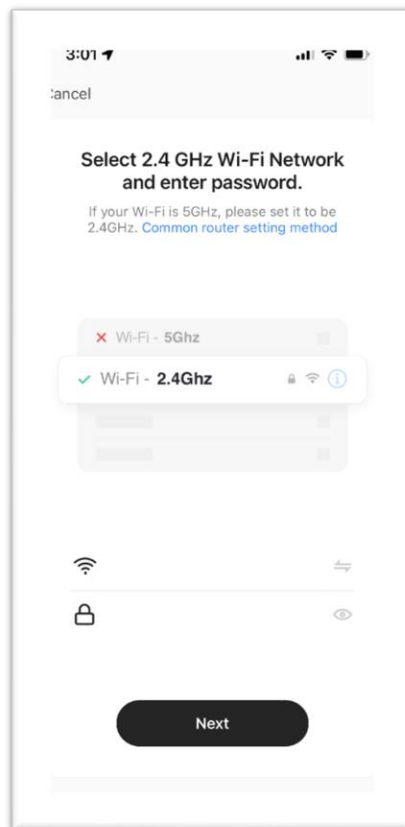 3:01
Cancel
Select 2.4 GHz Wi-Fi Network
and enter password.
If your Wi-Fi is 5GHz, please set it to be
2.4GHz. Common router setting method
Wi-Fi - 5Ghz
Wi-Fi - 2.4Ghz
Next